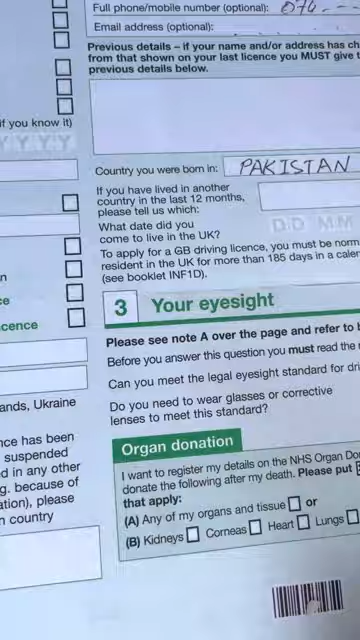 Full phone/mobile number (optional): 074
Email address (optional):
Previous details – if your name and/or address has ch
from that shown on your last licence you MUST give t
previous details below.
if you know it)
Y Y Y Y
Country you were born in: PAKISTAN
If you have lived in another
country in the last 12 months,
please tell us which:
What date did you
come to live in the UK?
DD MM
To apply for a GB driving licence, you must be norm
resident in the UK for more than 185 days in a calen
(see booklet INF1D).
n
ce
cence
3 Your eyesight
Please see note A over the page and refer to b
Before you answer this question you must read the
Can you meet the legal eyesight standard for dri
Do you need to wear glasses or corrective
lenses to meet this standard?
ands, Ukraine
Organ donation
nce has been
suspended
d in any other
g. because of
ation), please
n country
I want to register my details on the NHS Organ Don
donate the following after my death. Please put
that apply:
(A) Any of my organs and tissue or
(B) Kidneys Corneas Heart Lungs